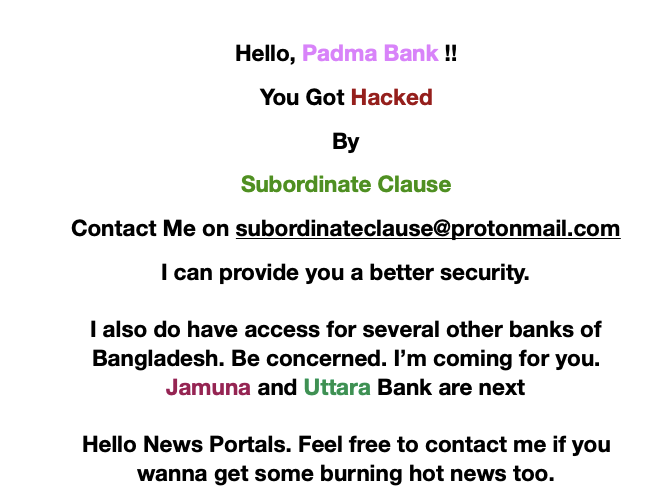 Hello, Padma Bank !!
You Got Hacked
By
Subordinate Clause
Contact Me on subordinateclause@protonmail.com
I can provide you a better security.
I also do have access for several other banks of
Bangladesh. Be concerned. I’m coming for you.
Jamuna and Uttara Bank are next
Hello News Portals. Feel free to contact me if you
wanna get some burning hot news too.